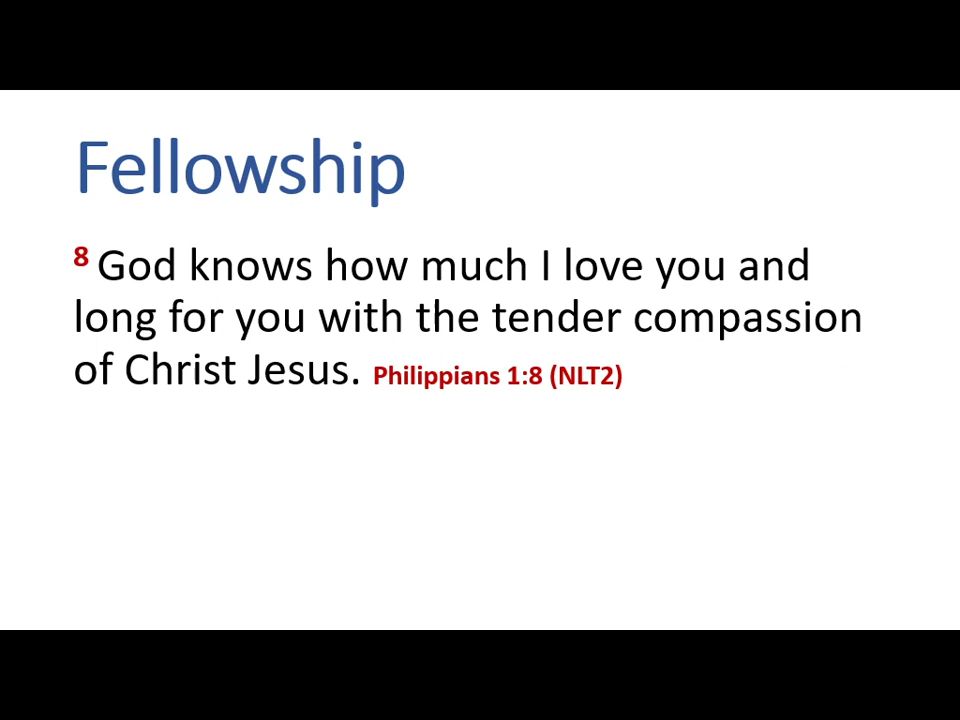 Fellowship
8 God knows how much I love you and
long for you with the tender compassion
of Christ Jesus. Philippians 1:8 (NLT2)